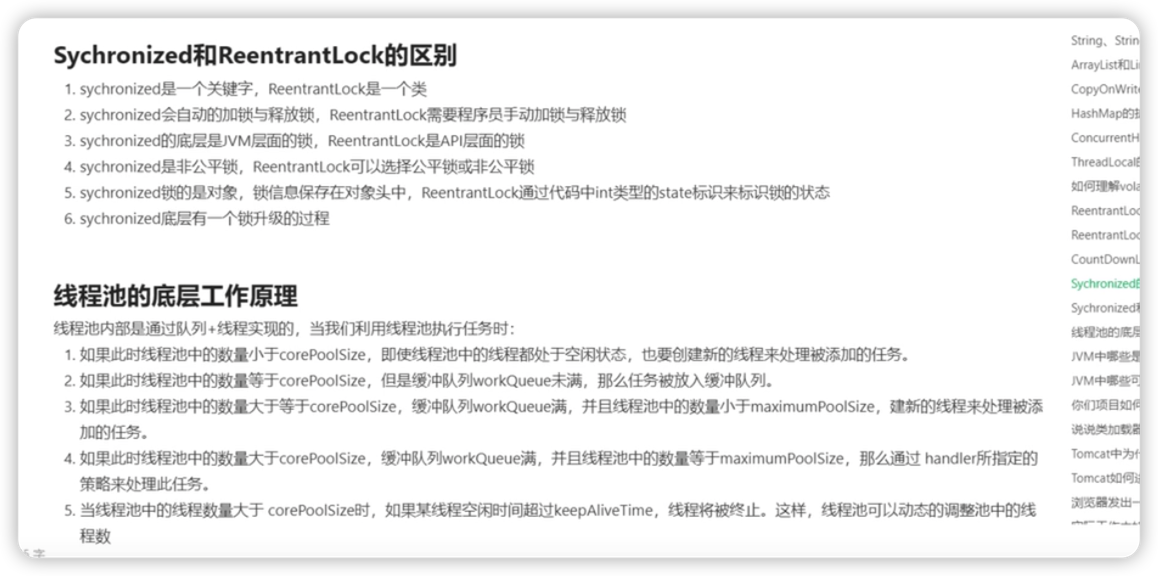 Sychronized和ReentrantLock的区别
1. sychronized是一个关键字，ReentrantLock是一个类
2. sychronized会自动的加锁与释放锁，ReentrantLock需要程序员手动加锁与释放锁
3. sychronized的底层是JVM层面的锁，ReentrantLock是API层面的锁
4. sychronized是非公平锁，ReentrantLock可以选择公平锁或非公平锁
5. sychronized锁的是对象，锁信息保存在对象头中，ReentrantLock通过代码中int类型的state标识来标识锁的状态
6. sychronized底层有一个锁升级的过程
线程池的底层工作原理
线程池内部是通过队列+线程实现的，当我们利用线程池执行任务时：
1. 如果此时线程池中的数量小于corePoolSize，即使线程池中的线程都处于空闲状态，也要创建新的线程来处理被添加的任务。
2. 如果此时线程池中的数量等于corePoolSize，但是缓冲队列workQueue未满，那么任务被放入缓冲队列。
3. 如果此时线程池中的数量大于等于corePoolSize，缓冲队列workQueue满，并且线程池中的数量小于maximumPoolSize，建新的线程来处理被添
加的任务。
4. 如果此时线程池中的数量大于corePoolSize，缓冲队列workQueue满，并且线程池中的数量等于maximumPoolSize，那么通过 handler所指定的
策略来处理此任务。
5. 当线程池中的线程数量大于 corePoolSize时，如果某线程空闲时间超过keepAliveTime，线程将被终止。这样，线程池可以动态的调整池中的线
程数
字
String、Strin
ArrayList和Li
CopyOnWrite
HashMap的扩
ConcurrentH
ThreadLocal的
如何理解vola
ReentrantLoc
ReentrantLoc
CountDownL
Sychronized的
Sychronized和
线程池的底层
JVM中哪些是
JVM中哪些可
你们项目如何
说说类加载器
Tomcat中为什
Tomcat如何
浏览器发出一